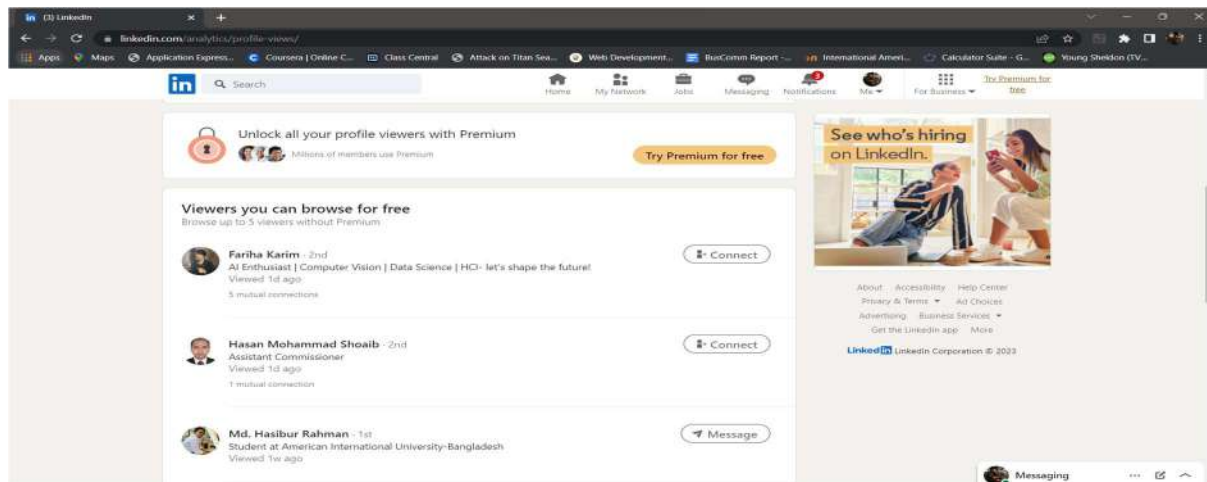 (3) LinkedIn
linkedin.com/analytics/profile-views/
Apps Maps Application Express... Coursera | Online C... Class Central Attack on Titan Sea... Web Development... BusComm Report -... International Ameri... Calculator Suite - G... Young Sheldon (TV...
in Search Home My Network Jobs Messaging 3 Notifications Me For Business Try Premium for free
Unlock all your profile viewers with Premium
Millions of members use Premium
Try Premium for free
Viewers you can browse for free
Browse up to 5 viewers without Premium
Fariha Karim · 2nd
Connect
AI Enthusiast | Computer Vision | Data Science | HCI- let's shape the future!
Viewed 1d ago
5 mutual connections
Hasan Mohammad Shoaib · 2nd
Connect
Assistant Commissioner
Viewed 1d ago
1 mutual connection
Md. Hasibur Rahman · 1st
Message
Student at American International University-Bangladesh
Viewed 1w ago
See who's hiring
on LinkedIn.
About Accessibility Help Center
Privacy & Terms Ad Choices
Advertising Business Services
Get the LinkedIn app More
LinkedIn LinkedIn Corporation © 2023
Messaging